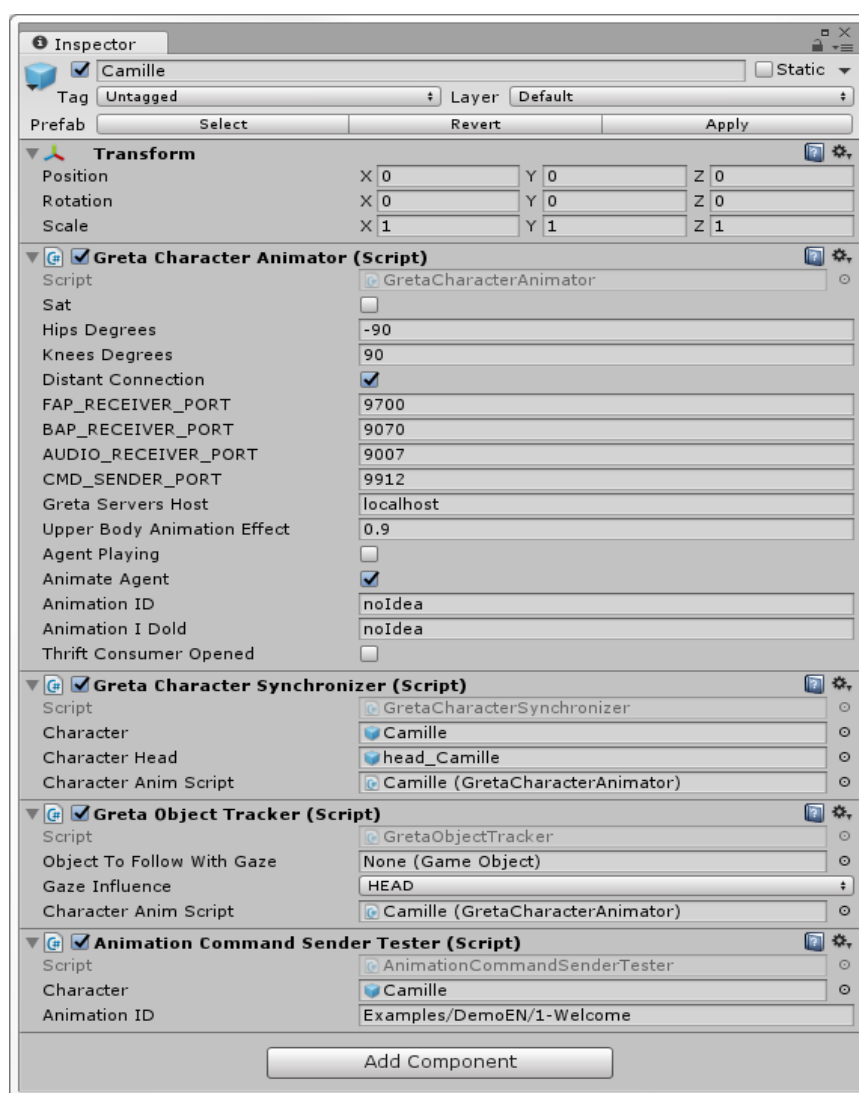 Inspector
Camille Static
Tag Untagged Layer Default
Prefab Select Revert Apply
Transform
Position X 0 Y 0 Z 0
Rotation X 0 Y 0 Z 0
Scale X 1 Y 1 Z 1
Greta Character Animator (Script)
Script GretaCharacterAnimator
Sat
Hips Degrees -90
Knees Degrees 90
Distant Connection
FAP_RECEIVER_PORT 9700
BAP_RECEIVER_PORT 9070
AUDIO_RECEIVER_PORT 9007
CMD_SENDER_PORT 9912
Greta Servers Host localhost
Upper Body Animation Effect 0.9
Agent Playing
Animate Agent
Animation ID noIdea
Animation I Dold noIdea
Thrift Consumer Opened
Greta Character Synchronizer (Script)
Script GretaCharacterSynchronizer
Character Camille
Character Head head_Camille
Character Anim Script Camille (GretaCharacterAnimator)
Greta Object Tracker (Script)
Script GretaObjectTracker
Object To Follow With Gaze None (Game Object)
Gaze Influence HEAD
Character Anim Script Camille (GretaCharacterAnimator)
Animation Command Sender Tester (Script)
Script AnimationCommandSenderTester
Character Camille
Animation ID Examples/DemoEN/1-Welcome
Add Component